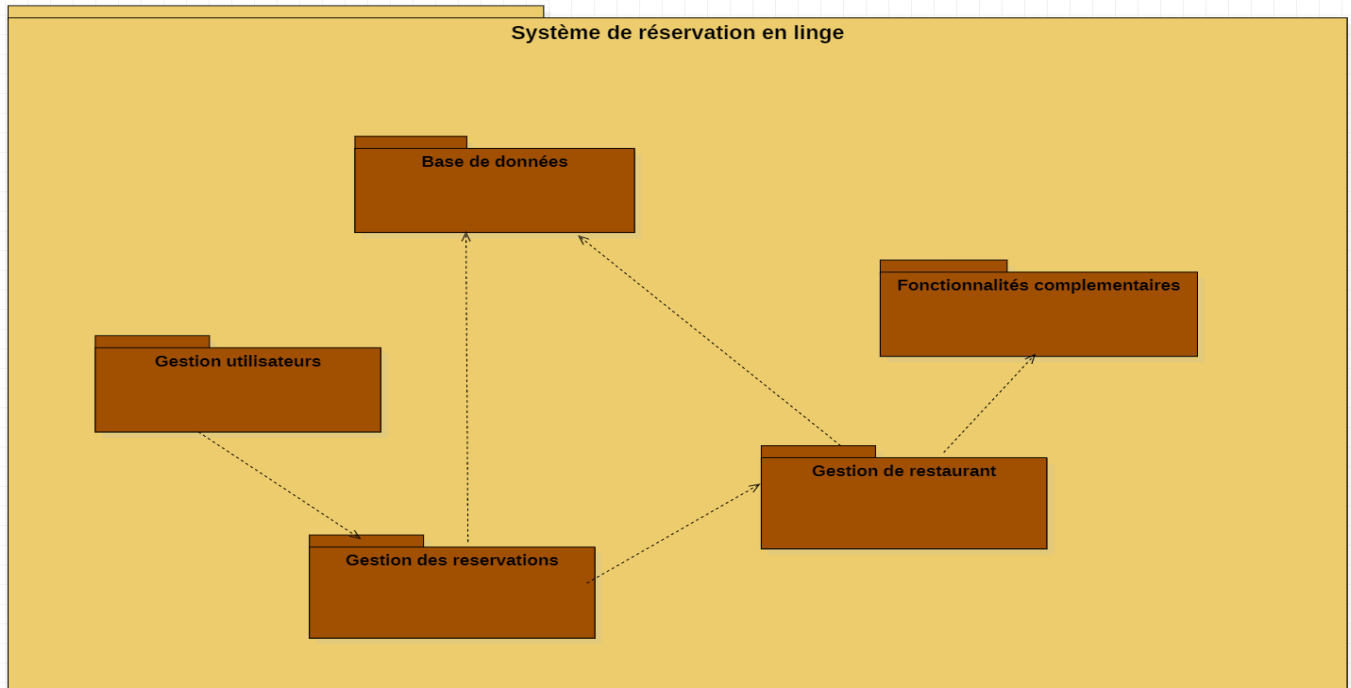 Système de réservation en linge
Base de données
Fonctionnalités complementaires
Gestion utilisateurs
Gestion de restaurant
Gestion des reservations